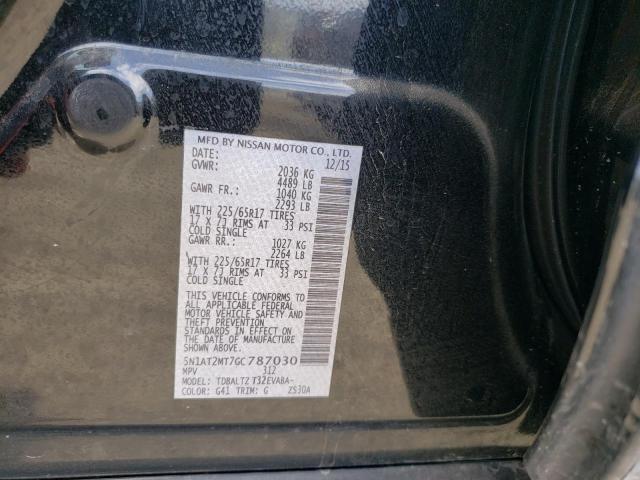 MFD BY NISSAN MOTOR CO., LTD.
DATE: 12/15
GVWR: 2036 KG
4489 LB
GAWR FR.: 1040 KG
2293 LB
WITH 225/65R17 TIRES
17 X 7J RIMS AT 33 PSI
COLD SINGLE
GAWR RR.: 1027 KG
2264 LB
WITH 225/65R17 TIRES
17 X 7J RIMS AT 33 PSI
COLD SINGLE
THIS VEHICLE CONFORMS TO
ALL APPLICABLE FEDERAL
MOTOR VEHICLE SAFETY AND
THEFT PREVENTION
STANDARDS IN EFFECT ON
THE DATE OF MANUFACTURE
SHOWN ABOVE.
5N1AT2MT7GC787030
MPV 312
MODEL: TDBALTZ T32EVABA-
COLOR: G41 TRIM: G ZS30A